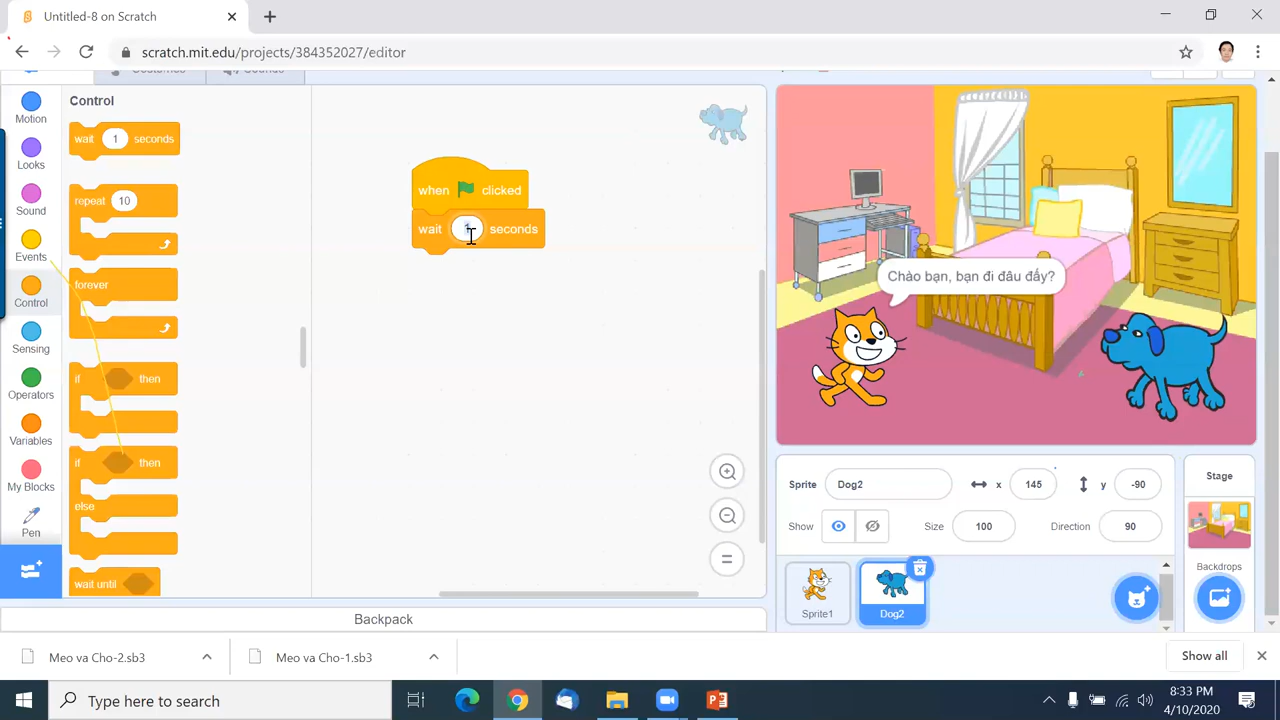 Untitled-8 on Scratch
scratch.mit.edu/projects/384352027/editor
Motion
Looks
Sound
Events
Control
Sensing
Operators
Variables
My Blocks
Pen
Control
wait 1 seconds
repeat 10
forever
if then
if then
else
wait until
when clicked
wait seconds
Backpack
Chào bạn, bạn đi đâu đấy?
Sprite Dog2 x 145 y -90
Show Size 100 Direction 90
Sprite1
Dog2
Stage
Backdrops
Meo va Cho-2.sb3
Meo va Cho-1.sb3
Show all
Type here to search
8:33 PM
4/10/2020